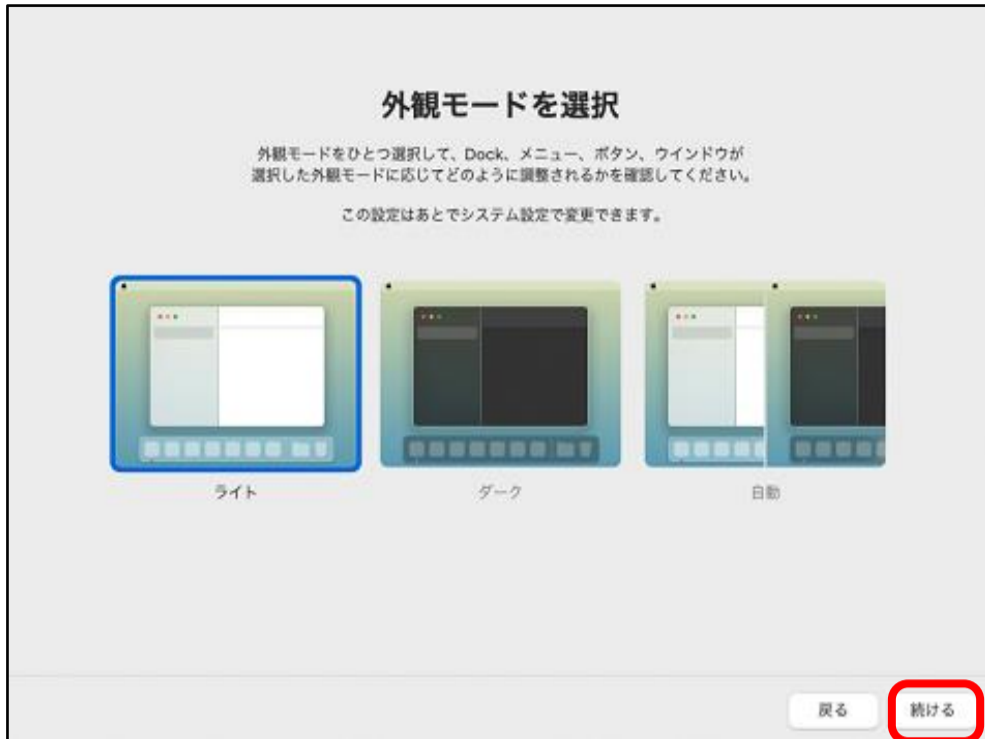 外観モードを選択
外観モードをひとつ選択して、Dock、メニュー、ボタン、ウインドウが
選択した外観モードに応じてどのように調整されるかを確認してください。
この設定はあとでシステム設定で変更できます。
ライト
ダーク
自動
戻る
続ける